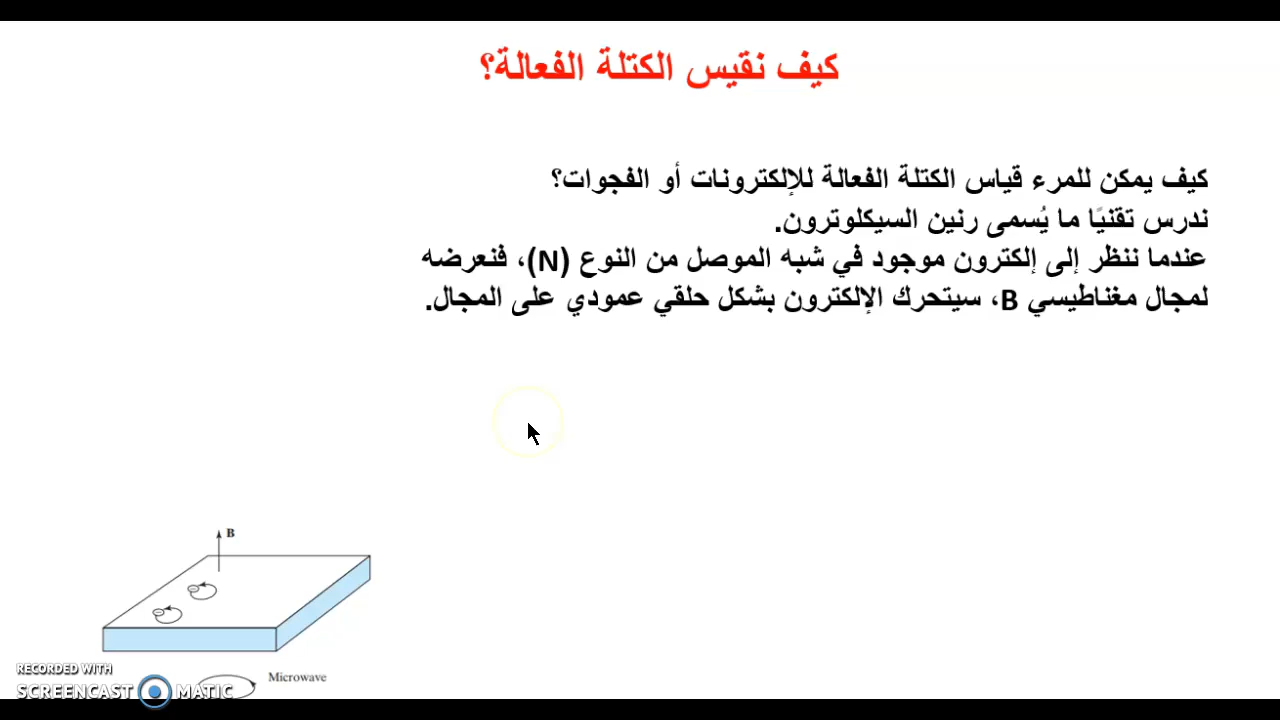 كيف نقيس الكتلة الفعالة؟
كيف يمكن للمرء قياس الكتلة الفعالة للإلكترونات أو الفجوات؟
ندرس تقنيًا ما يُسمى رنين السيكلوترون.
عندما ننظر إلى إلكترون موجود في شبه الموصل من النوع (N)، فنعرضه
لمجال مغناطيسي B، سيتحرك الإلكترون بشكل حلقي عمودي على المجال.
B
Microwave
RECORDED WITH
SCREENCAST MATIC